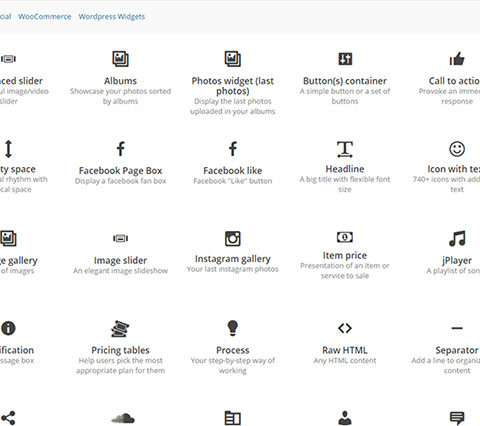 cial WooCommerce Wordpress Widgets
ced slider Albums Photos widget (last photos) Button(s) container Call to actio
ul image/video slider Showcase your photos sorted by albums Display the last photos uploaded in your albums A simple button or a set of buttons Provoke an immed response
ty space Facebook Page Box Facebook like Headline Icon with tex
al rhythm with cal space Display a facebook fan box Facebook "Like" button A big title with flexible font size 740+ icons with add text
ge gallery Image slider Instagram gallery Item price jPlayer
of images An elegant image slideshow Your last instagram photos Presentation of an item or service to sale A playlist of son
ification Pricing tables Process Raw HTML Separator
ssage box Help users pick the most appropriate plan for them Your step-by-step way of working Any HTML content Add a line to organiz content